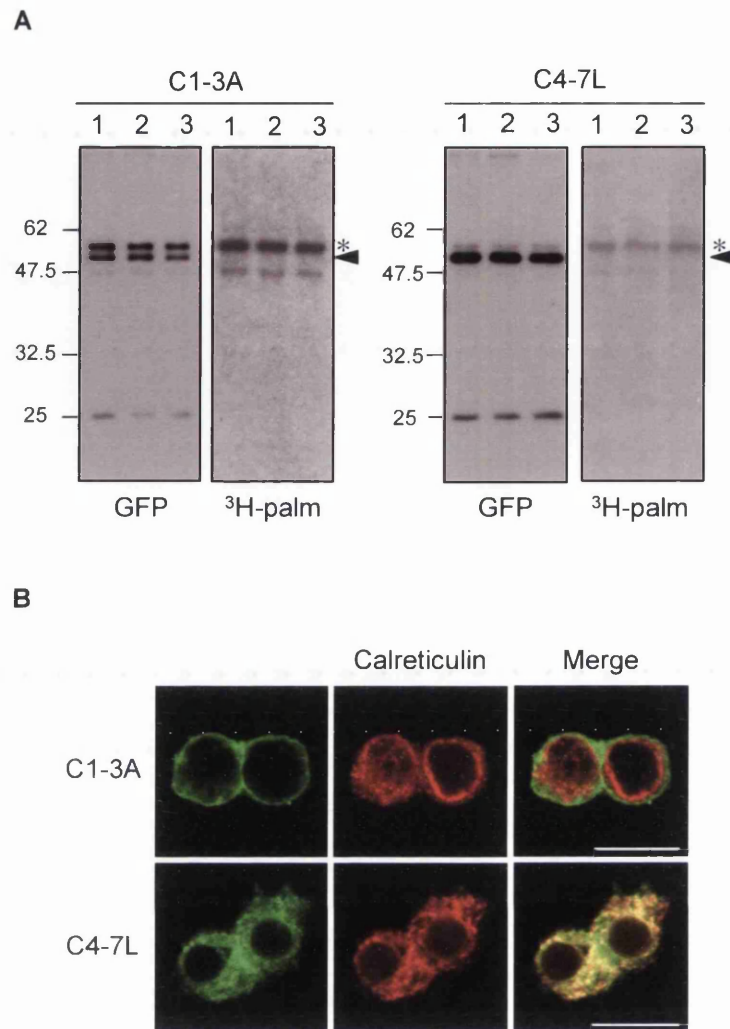 A
C1-3A
C4-7L
1 2 3 1 2 3
1 2 3 1 2 3
62
47.5
32.5
25
*
62
47.5
32.5
25
*
GFP
³H-palm
GFP
³H-palm
B
Calreticulin
Merge
C1-3A
C4-7L